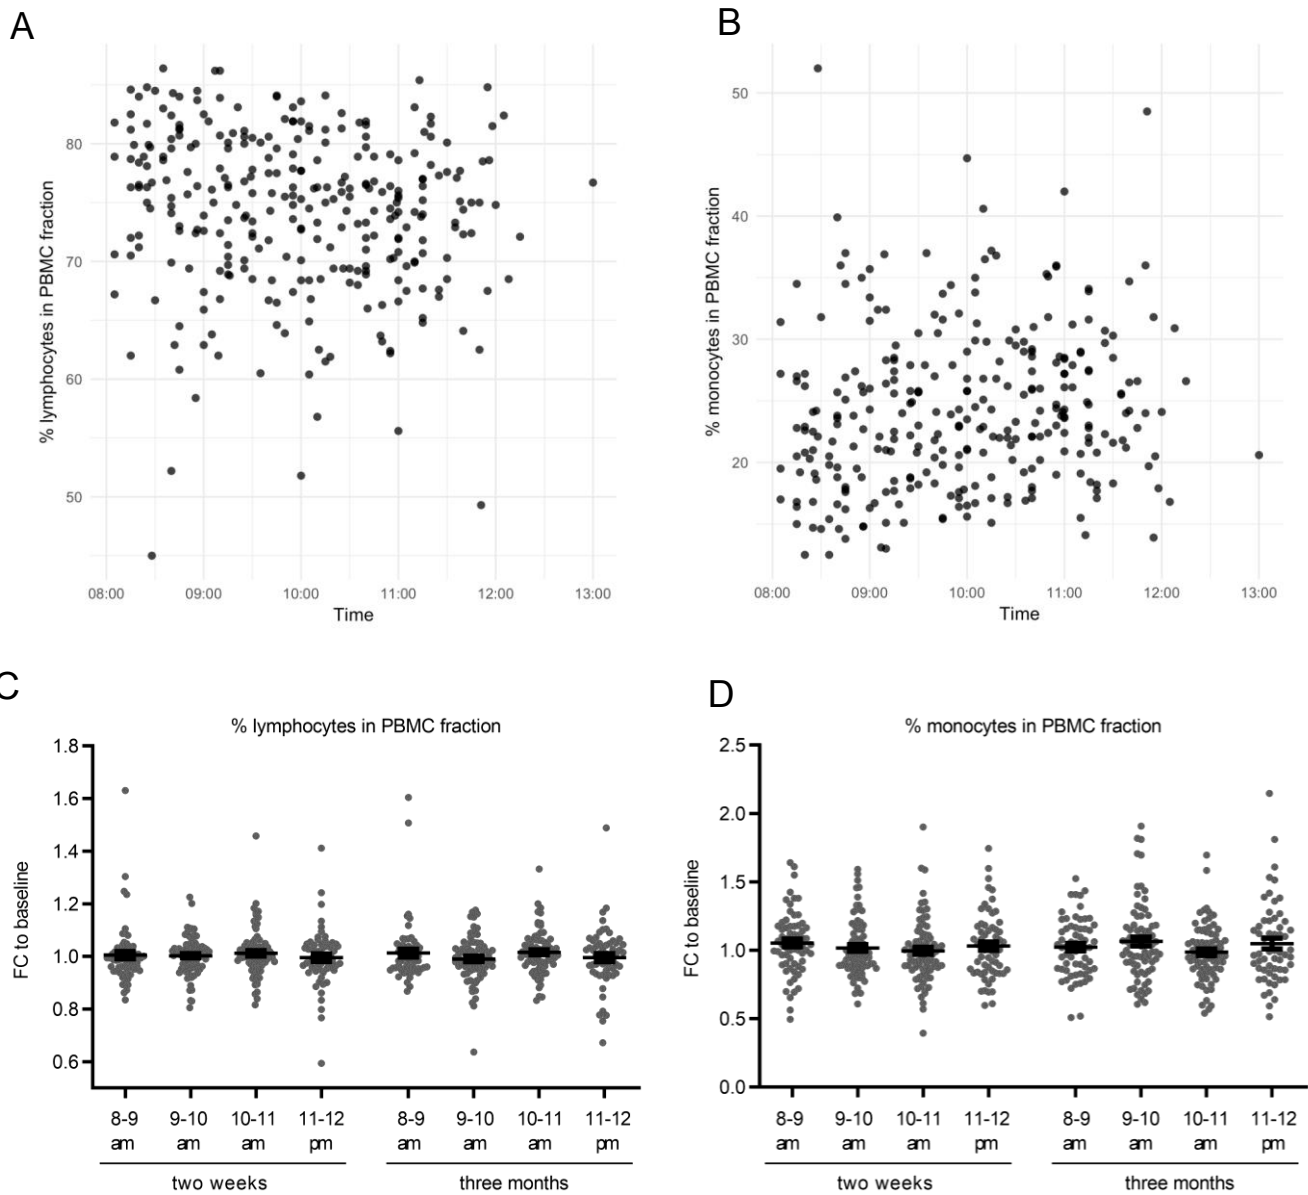 A
B
% lymphocytes in PBMC fraction
80
70
60
50
08:00 09:00 10:00 11:00 12:00 13:00
Time
% monocytes in PBMC fraction
50
40
30
20
08:00 09:00 10:00 11:00 12:00 13:00
Time
C
% lymphocytes in PBMC fraction
FC to baseline
1.8
1.6
1.4
1.2
1.0
0.8
0.6
8-9 9-10 10-11 11-12 8-9 9-10 10-11 11-12
am am am pm am am am pm
two weeks three months
D
% monocytes in PBMC fraction
FC to baseline
2.5
2.0
1.5
1.0
0.5
0.0
8-9 9-10 10-11 11-12 8-9 9-10 10-11 11-12
am am am pm am am am pm
two weeks three months